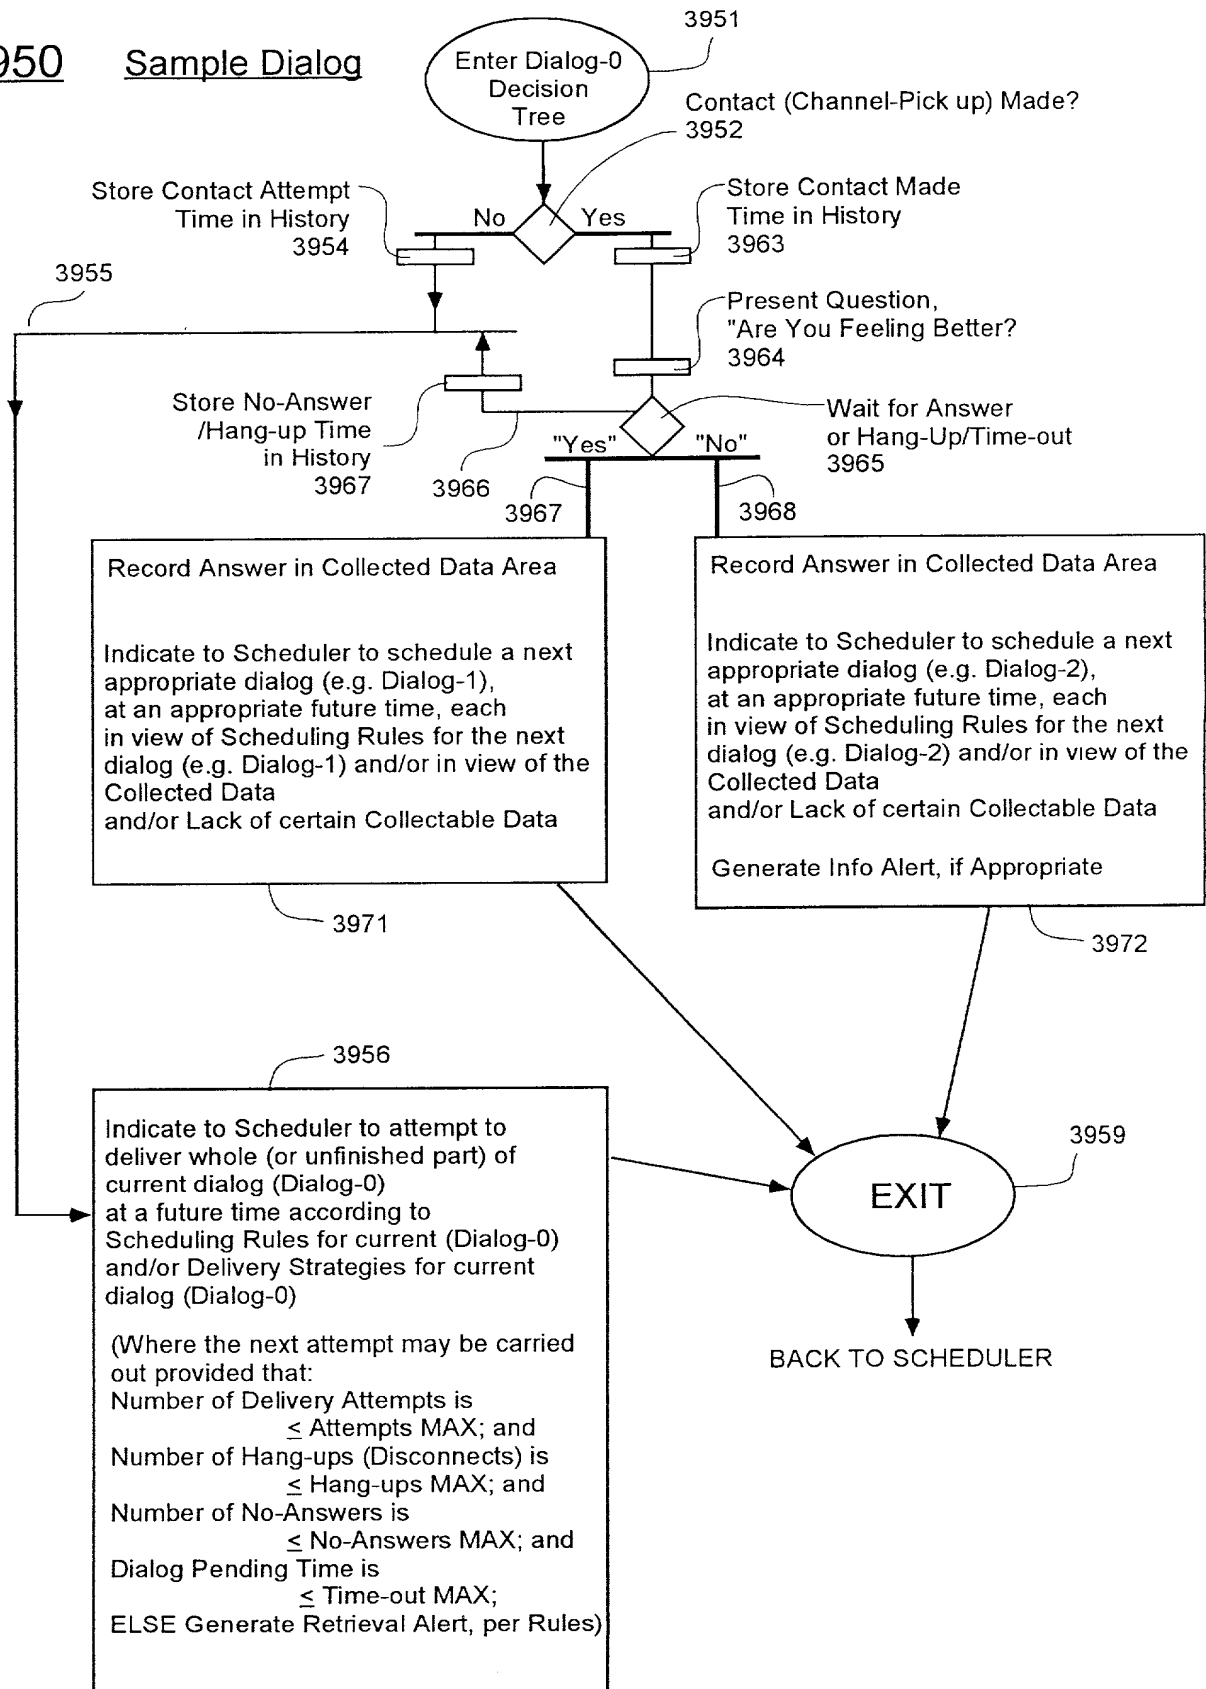 950 Sample Dialog
3951
Enter Dialog-0
Decision
Tree
Contact (Channel-Pick up) Made?
3952
Store Contact Attempt
Time in History
3954
No
Yes
Store Contact Made
Time in History
3963
3955
Present Question,
"Are You Feeling Better?
3964
Store No-Answer
/Hang-up Time
in History
3967
3966
Wait for Answer
or Hang-Up/Time-out
3965
"Yes"
"No"
3967
3968
Record Answer in Collected Data Area
Indicate to Scheduler to schedule a next
appropriate dialog (e.g. Dialog-1),
at an appropriate future time, each
in view of Scheduling Rules for the next
dialog (e.g. Dialog-1) and/or in view of the
Collected Data
and/or Lack of certain Collectable Data
3971
Record Answer in Collected Data Area
Indicate to Scheduler to schedule a next
appropriate dialog (e.g. Dialog-2),
at an appropriate future time, each
in view of Scheduling Rules for the next
dialog (e.g. Dialog-2) and/or in view of the
Collected Data
and/or Lack of certain Collectable Data
Generate Info Alert, if Appropriate
3972
3956
Indicate to Scheduler to attempt to
deliver whole (or unfinished part) of
current dialog (Dialog-0)
at a future time according to
Scheduling Rules for current (Dialog-0)
and/or Delivery Strategies for current
dialog (Dialog-0)
(Where the next attempt may be carried
out provided that:
Number of Delivery Attempts is
≤ Attempts MAX; and
Number of Hang-ups (Disconnects) is
≤ Hang-ups MAX; and
Number of No-Answers is
≤ No-Answers MAX; and
Dialog Pending Time is
≤ Time-out MAX;
ELSE Generate Retrieval Alert, per Rules)
3959
EXIT
BACK TO SCHEDULER